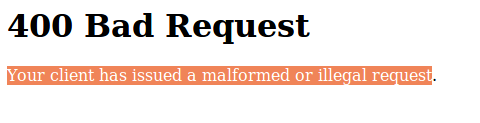 400 Bad Request
Your client has issued a malformed or illegal request.